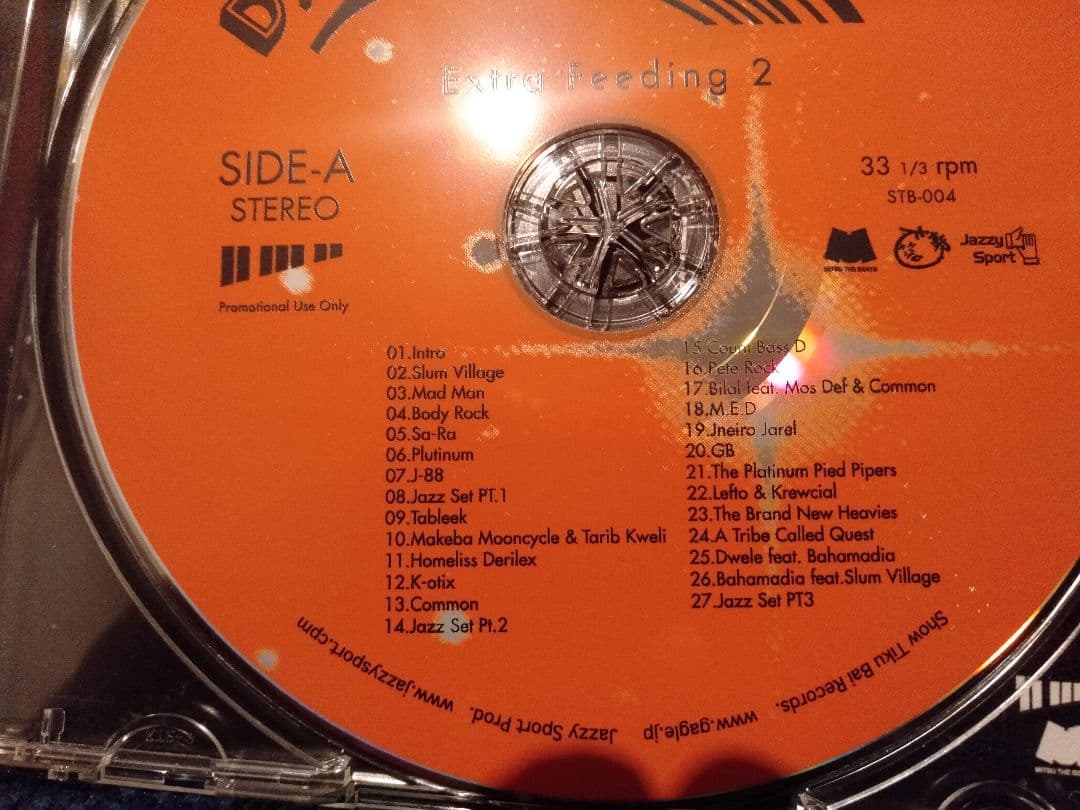 Extra Feeding 2
SIDE-A
STEREO
Promotional Use Only
33 1/3 rpm
STB-004
MITSU THE BEATS
Jazzy
Sport
01.Intro
02.Slum Village
03.Mad Man
04.Body Rock
05.Sa-Ra
06.Plutinum
07.J-88
08.Jazz Set PT.1
09.Tableek
10.Makeba Mooncycle & Tarib Kweli
11.Homeliss Derilex
12.K-otix
13.Common
14.Jazz Set Pt.2
15.Count Bass D
16.Pete Rock
17.Bilal feat. Mos Def & Common
18.M.E.D
19.Jneiro Jarel
20.GB
21.The Platinum Pied Pipers
22.Lefto & Krewcial
23.The Brand New Heavies
24.A Tribe Called Quest
25.Dwele feat. Bahamadia
26.Bahamadia feat.Slum Village
27.Jazz Set PT3
Show Tiku Bai Records. www.gagle.jp Jazzy Sport Prod. www.jazzysport.cpm
MITSU THE BEATS